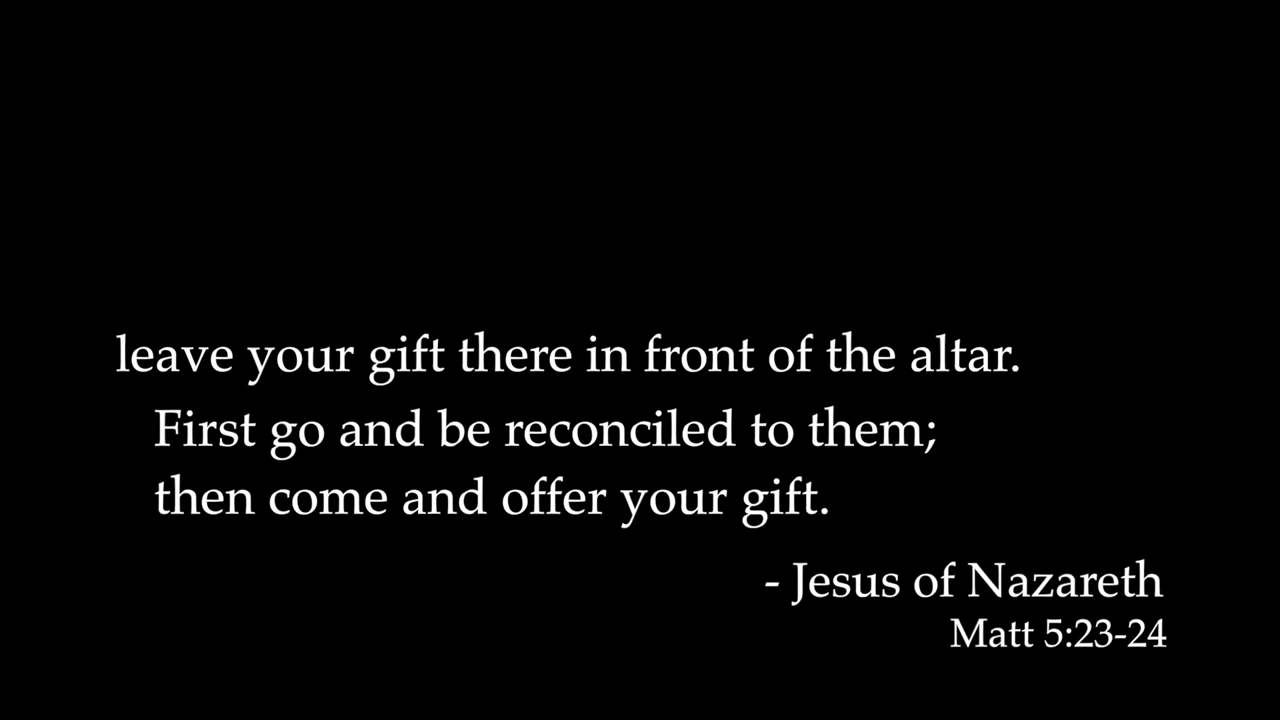 leave your gift there in front of the altar.
First go and be reconciled to them;
then come and offer your gift.
- Jesus of Nazareth
Matt 5:23-24